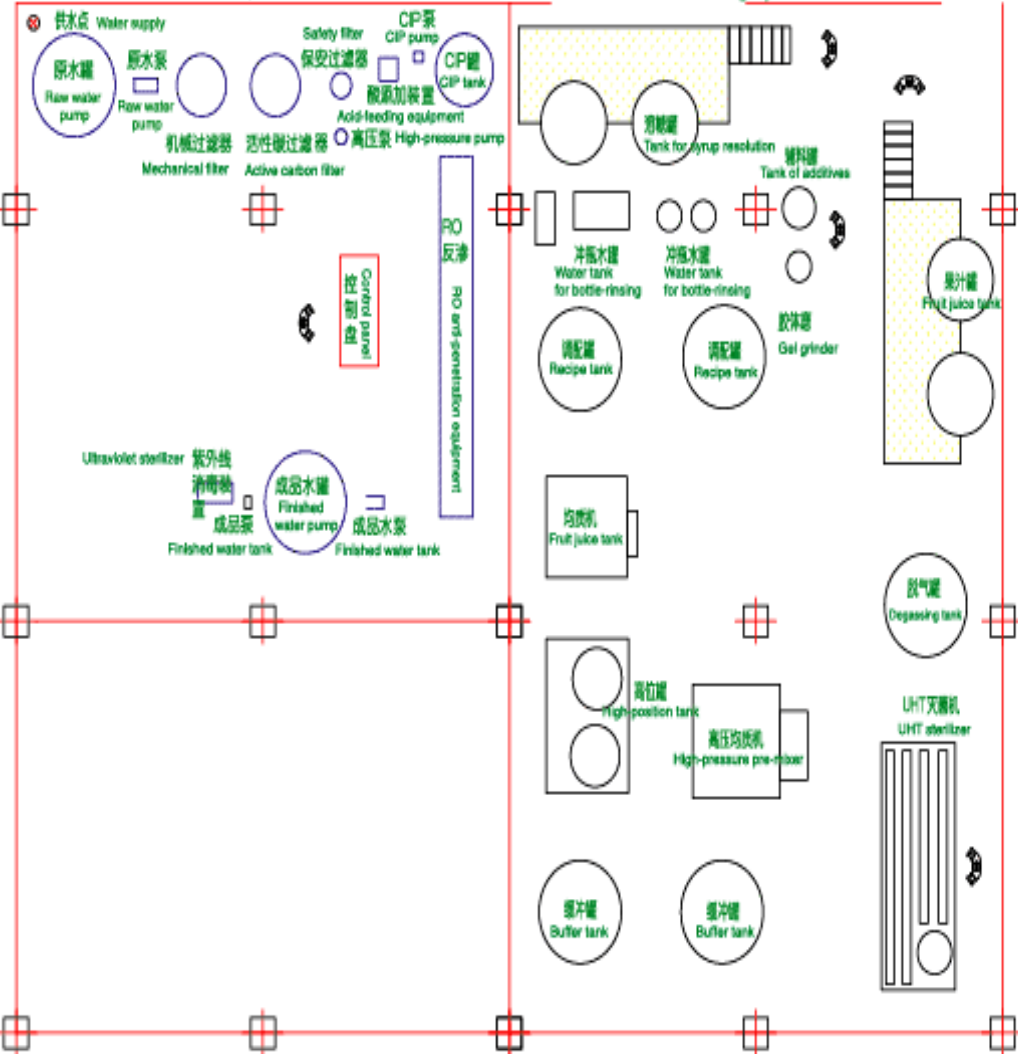 供水点 Water supply
原水罐
Raw water
pump
原水泵
Raw water
pump
机械过滤器
Mechanical filter
活性碳过滤器
Active carbon filter
Safety filter
保安过滤器
CIP泵
CIP pump
CIP罐
CIP tank
酸添加装置
Acid-feeding equipment
高压泵 High-pressure pump
RO
反渗
RO anti-penetration equipment
控制盘
Control panel
Ultraviolet sterilizer 紫外线
消毒装
置
成品泵
Finished water tank
成品水罐
Finished
water pump
成品水泵
Finished water tank
溶糖罐
Tank for syrup resolution
辅料罐
Tank of additives
冲瓶水罐
Water tank
for bottle-rinsing
冲瓶水罐
Water tank
for bottle-rinsing
调配罐
Recipe tank
调配罐
Recipe tank
胶体磨
Gel grinder
果汁罐
Fruit juice tank
均质机
Fruit juice tank
脱气罐
Degassing tank
高位罐
High-position tank
高压均质机
High-pressure pre-mixer
UHT灭菌机
UHT sterilizer
缓冲罐
Buffer tank
缓冲罐
Buffer tank